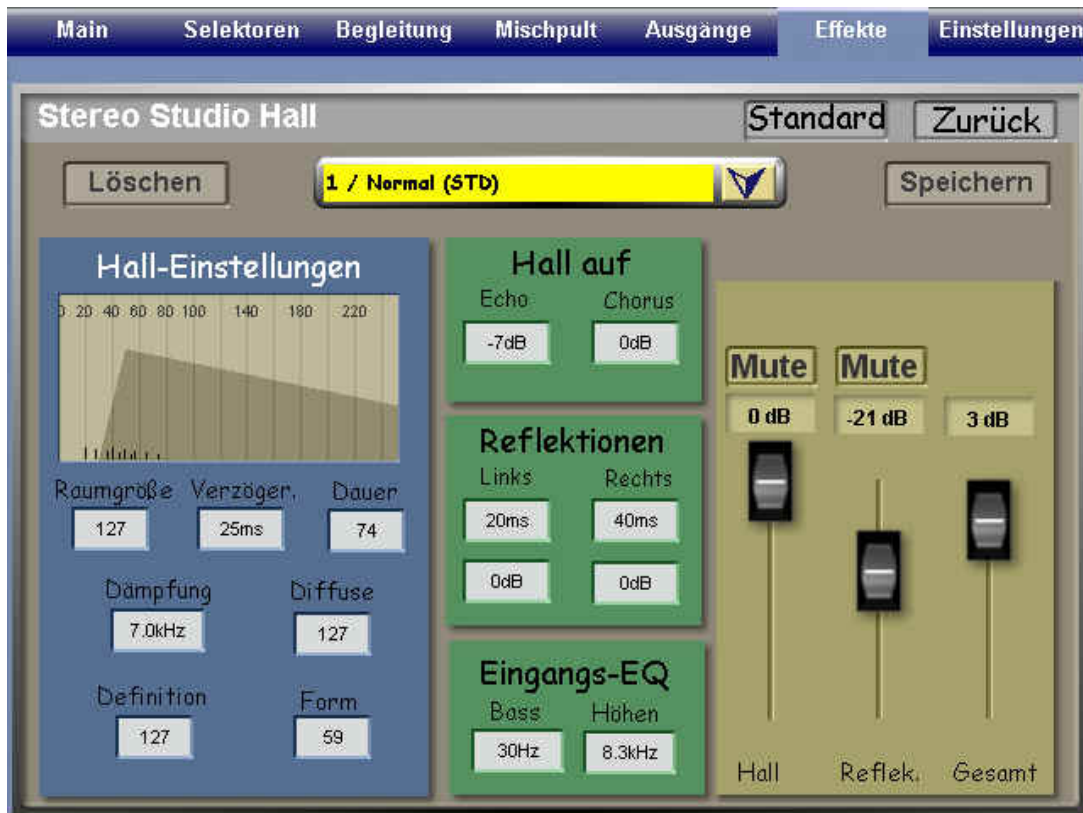 Main Selektoren Begleitung Mischpult Ausgänge Effekte Einstellungen
Stereo Studio Hall Standard Zurück
Löschen 1 / Normal (STD) Speichern
Hall-Einstellungen
0 20 40 60 80 100 140 180 220
Raumgröße Verzöger. Dauer
127 25ms 74
Dämpfung Diffuse
7.0kHz 127
Definition Form
127 59
Hall auf
Echo Chorus
-7dB 0dB
Reflektionen
Links Rechts
20ms 40ms
0dB 0dB
Eingangs-EQ
Bass Höhen
30Hz 8.3kHz
Mute Mute
0 dB -21 dB 3 dB
Hall Reflek. Gesamt